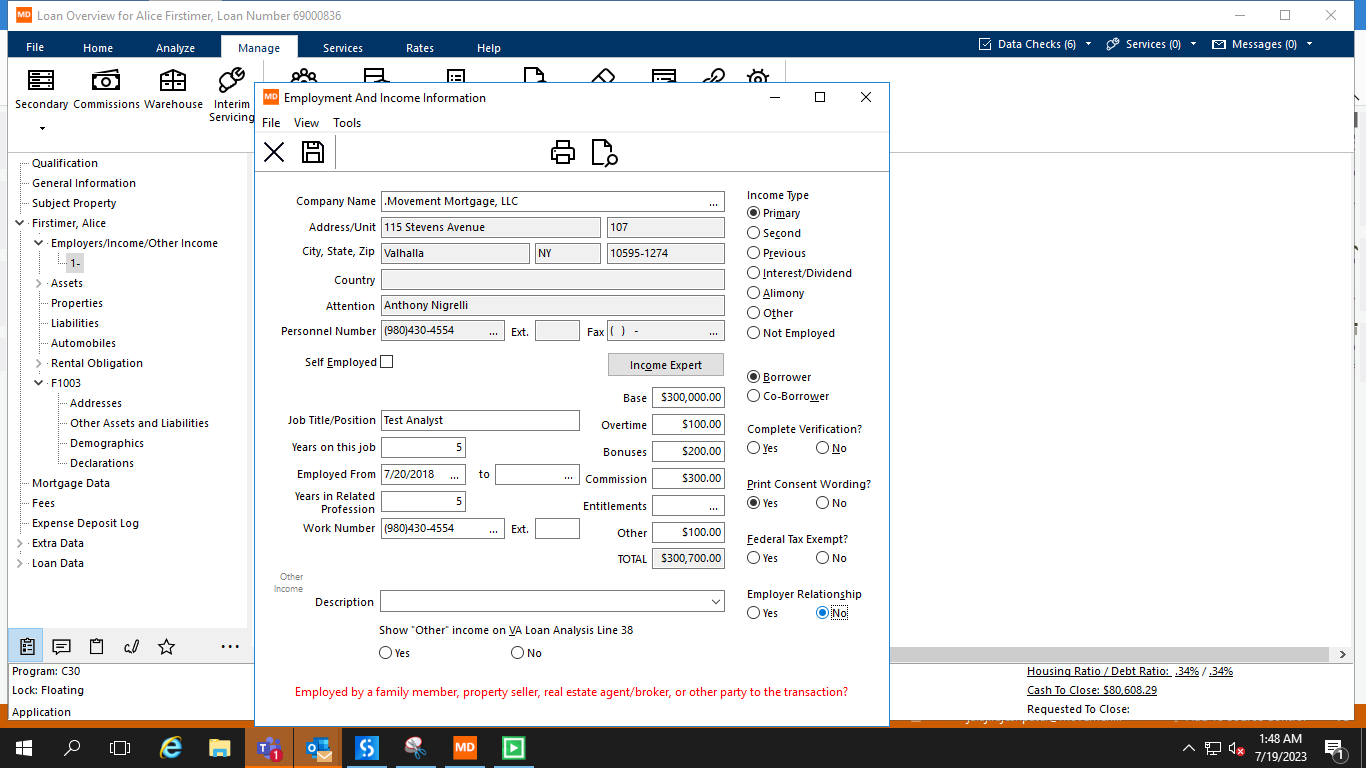 MD Loan Overview for Alice Firstimer, Loan Number 69000836
File Home Analyze Manage Services Rates Help Data Checks (6) Services (0) Messages (0)
Secondary Commissions Warehouse Interim Servicing
MD Employment And Income Information
File View Tools
Qualification
General Information
Subject Property
Firstimer, Alice
Employers/Income/Other Income
1-
Assets
Properties
Liabilities
Automobiles
Rental Obligation
F1003
Addresses
Other Assets and Liabilities
Demographics
Declarations
Mortgage Data
Fees
Expense Deposit Log
Extra Data
Loan Data
...
Program: C30
Lock: Floating
Application
Company Name .Movement Mortgage, LLC ...
Address/Unit 115 Stevens Avenue 107
City, State, Zip Valhalla NY 10595-1274
Country
Attention Anthony Nigrelli
Personnel Number (980)430-4554 ... Ext. Fax ( ) - ...
Self Employed
Income Expert
Base $300,000.00
Job Title/Position Test Analyst
Overtime $100.00
Years on this job 5
Bonuses $200.00
Employed From 7/20/2018 ... to ...
Commission $300.00
Years in Related Profession 5
Entitlements ...
Work Number (980)430-4554 ... Ext.
Other $100.00
TOTAL $300,700.00
Other Income
Description
Show "Other" income on VA Loan Analysis Line 38
Yes No
Employed by a family member, property seller, real estate agent/broker, or other party to the transaction?
Income Type
Primary
Second
Previous
Interest/Dividend
Alimony
Other
Not Employed
Borrower
Co-Borrower
Complete Verification?
Yes No
Print Consent Wording?
Yes No
Federal Tax Exempt?
Yes No
Employer Relationship
Yes No
Housing Ratio / Debt Ratio: .34% / .34%
Cash To Close: $80,608.29
Requested To Close:
1 MD 1:48 AM
7/19/2023 1